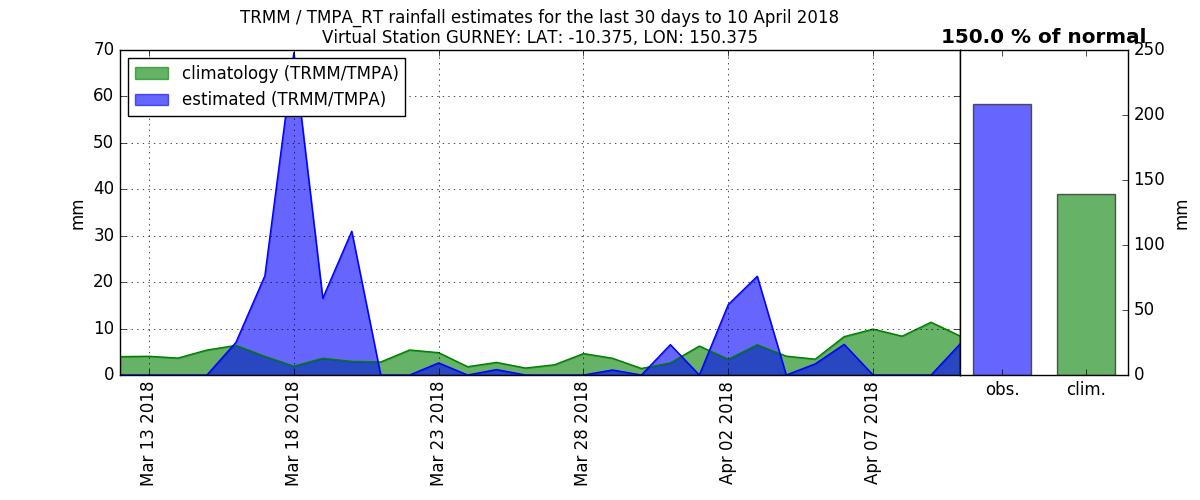 TRMM / TMPA_RT rainfall estimates for the last 30 days to 10 April 2018
Virtual Station GURNEY: LAT: -10.375, LON: 150.375
150.0 % of normal
climatology (TRMM/TMPA)
estimated (TRMM/TMPA)
70
60
50
40
30
20
10
0
mm
250
200
150
100
50
0
mm
obs.
clim.
Mar 13 2018
Mar 18 2018
Mar 23 2018
Mar 28 2018
Apr 02 2018
Apr 07 2018